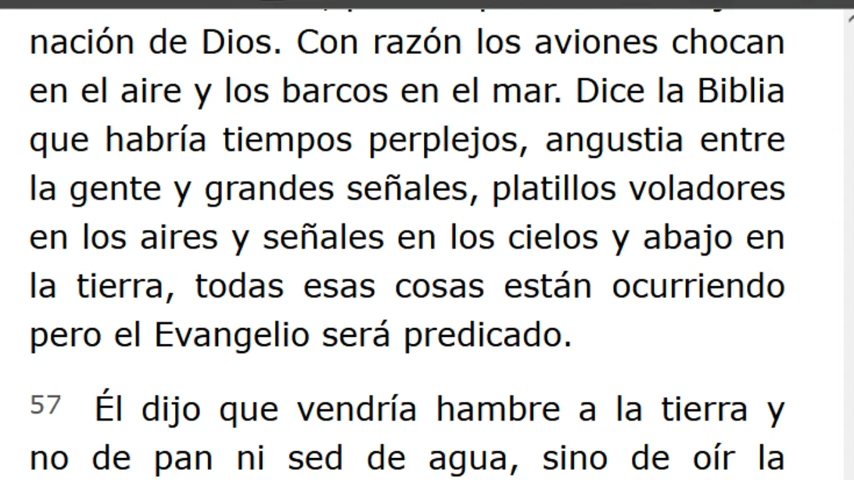 nación de Dios. Con razón los aviones chocan
en el aire y los barcos en el mar. Dice la Biblia
que habría tiempos perplejos, angustia entre
la gente y grandes señales, platillos voladores
en los aires y señales en los cielos y abajo en
la tierra, todas esas cosas están ocurriendo
pero el Evangelio será predicado.
57 Él dijo que vendría hambre a la tierra y
no de pan ni sed de agua, sino de oír la